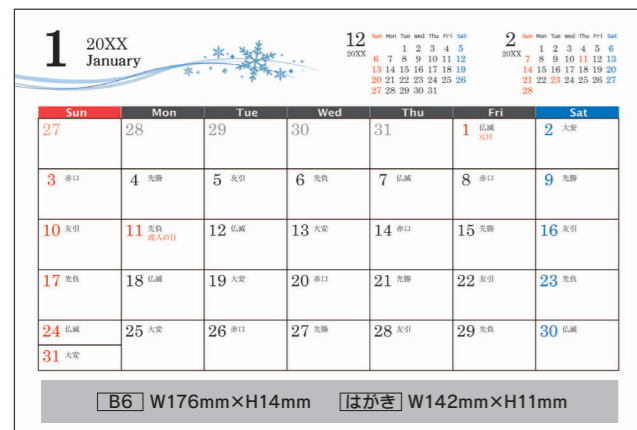 1
20XX
January
12
20XX
Sun Mon Tue Wed Thu Fri Sat
1 2 3 4 5
6 7 8 9 10 11 12
13 14 15 16 17 18 19
20 21 22 23 24 25 26
27 28 29 30 31
2
20XX
Sun Mon Tue Wed Thu Fri Sat
1 2 3 4 5 6
7 8 9 10 11 12 13
14 15 16 17 18 19 20
21 22 23 24 25 26 27
28
Sun Mon Tue Wed Thu Fri Sat
27 28 29 30 31 1 仏滅 2 大安
元日
3 赤口 4 先勝 5 友引 6 先負 7 仏滅 8 赤口 9 先勝
10 友引 11 先負 12 仏滅 13 大安 14 赤口 15 先勝 16 友引
成人の日
17 先負 18 仏滅 19 大安 20 赤口 21 先勝 22 友引 23 先負
24 仏滅 25 大安 26 赤口 27 先勝 28 友引 29 先負 30 仏滅
31 大安
B6 W176mm×H14mm はがき W142mm×H11mm